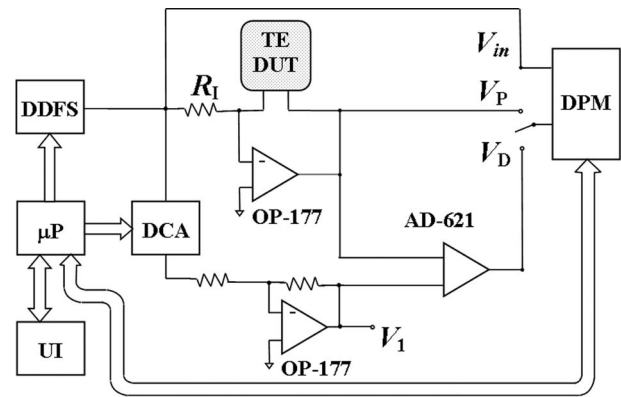 TE
DUT
V_in
R_I
V_P
DDFS
DPM
V_D
-
OP-177
AD-621
µP
DCA
-
V_1
UI
OP-177